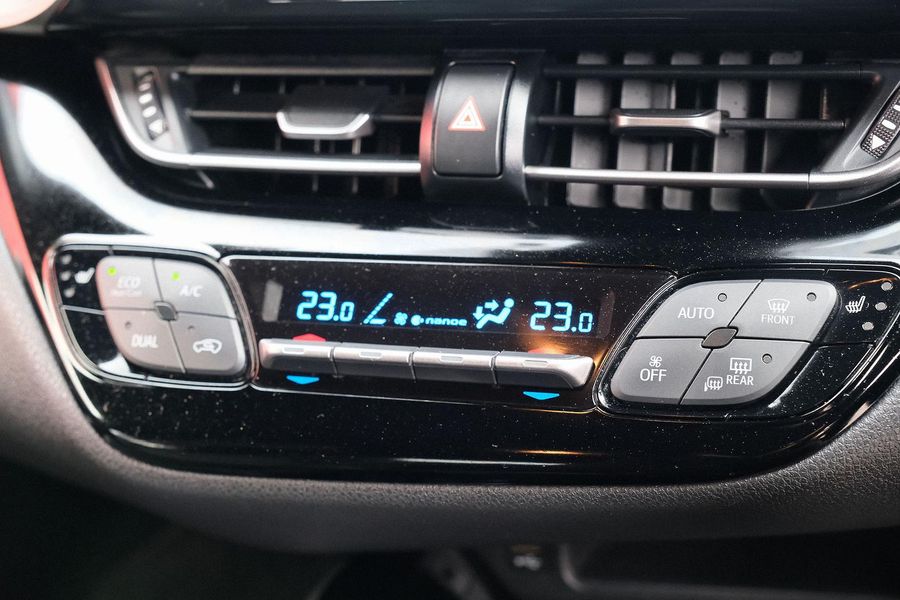 ECO
A/C
DUAL
23.0
nanoe
23.0
AUTO
FRONT
OFF
REAR